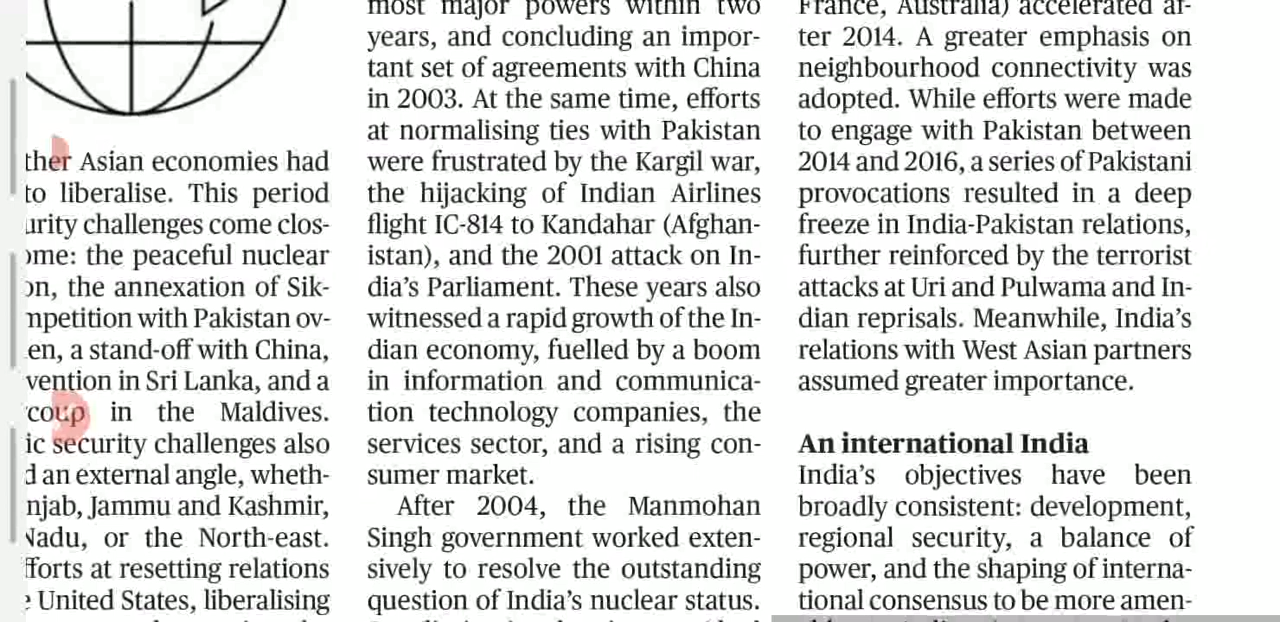 ther Asian economies had
to liberalise. This period
urity challenges come clos-
ome: the peaceful nuclear
on, the annexation of Sik-
mpetition with Pakistan ov-
en, a stand-off with China,
vention in Sri Lanka, and a
coup in the Maldives.
ic security challenges also
d an external angle, wheth-
njab, Jammu and Kashmir,
Nadu, or the North-east.
fforts at resetting relations
e United States, liberalising
most major powers within two
years, and concluding an impor-
tant set of agreements with China
in 2003. At the same time, efforts
at normalising ties with Pakistan
were frustrated by the Kargil war,
the hijacking of Indian Airlines
flight IC-814 to Kandahar (Afghan-
istan), and the 2001 attack on In-
dia's Parliament. These years also
witnessed a rapid growth of the In-
dian economy, fuelled by a boom
in information and communica-
tion technology companies, the
services sector, and a rising con-
sumer market.
After 2004, the Manmohan
Singh government worked exten-
sively to resolve the outstanding
question of India's nuclear status.
France, Australia) accelerated af-
ter 2014. A greater emphasis on
neighbourhood connectivity was
adopted. While efforts were made
to engage with Pakistan between
2014 and 2016, a series of Pakistani
provocations resulted in a deep
freeze in India-Pakistan relations,
further reinforced by the terrorist
attacks at Uri and Pulwama and In-
dian reprisals. Meanwhile, India's
relations with West Asian partners
assumed greater importance.
An international India
India's objectives have been
broadly consistent: development,
regional security, a balance of
power, and the shaping of interna-
tional consensus to be more amen-